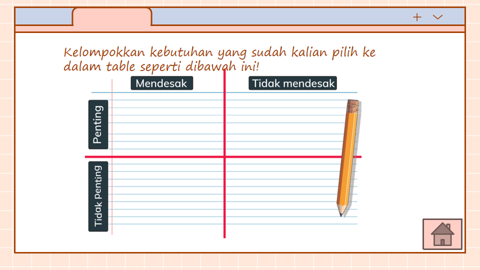 Kelompokkan kebutuhan yang sudah kalian pilih ke
dalam table seperti dibawah ini!
Mendesak
Tidak mendesak
Penting
Tidak Penting